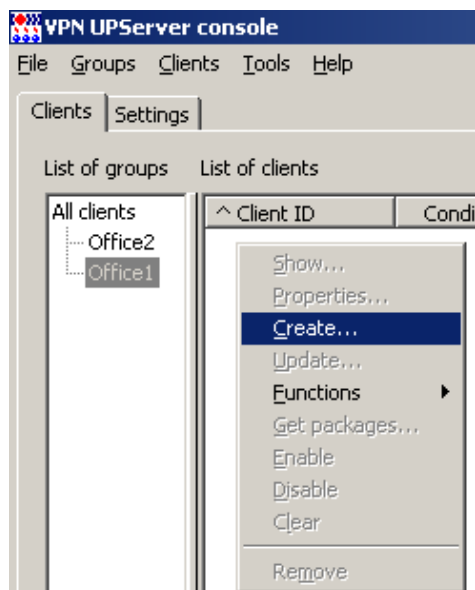 VPN UPServer console
File Groups Clients Tools Help
Clients Settings
List of groups List of clients
All clients
Office2
Office1
Client ID Condi
Show...
Properties...
Create...
Update...
Functions
Get packages...
Enable
Disable
Clear
Remove